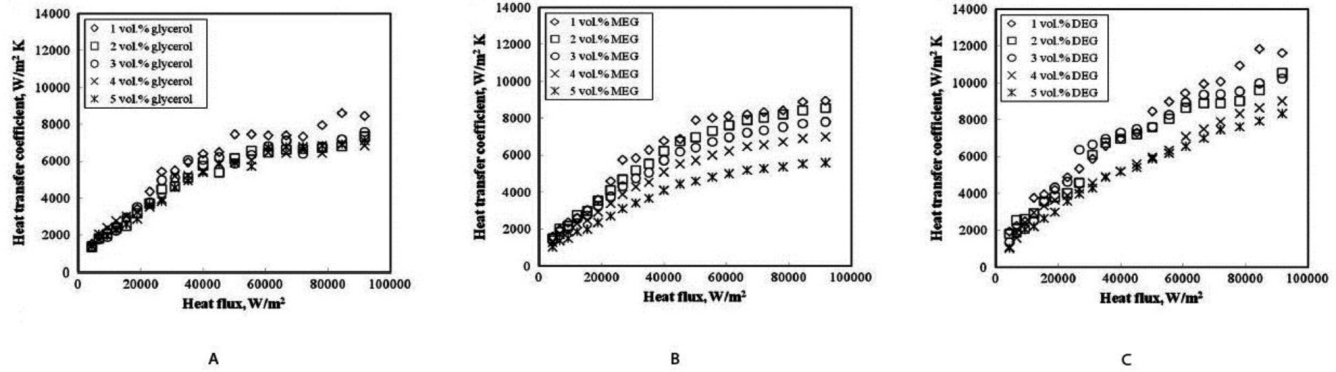 14000
12000
10000
8000
6000
4000
2000
0
Heat transfer coefficient, W/m² K
1 vol.% glycerol
2 vol.% glycerol
3 vol.% glycerol
4 vol.% glycerol
5 vol.% glycerol
0 20000 40000 60000 80000 100000
Heat flux, W/m²
A
14000
12000
10000
8000
6000
4000
2000
0
Heat transfer coefficient, W/m² K
1 vol.% MEG
2 vol.% MEG
3 vol.% MEG
4 vol.% MEG
5 vol.% MEG
0 20000 40000 60000 80000 100000
Heat flux, W/m²
B
14000
12000
10000
8000
6000
4000
2000
0
Heat transfer coefficient, W/m² K
1 vol.% DEG
2 vol.% DEG
3 vol.% DEG
4 vol.% DEG
5 vol.% DEG
0 20000 40000 60000 80000 100000
Heat flux, W/m²
C